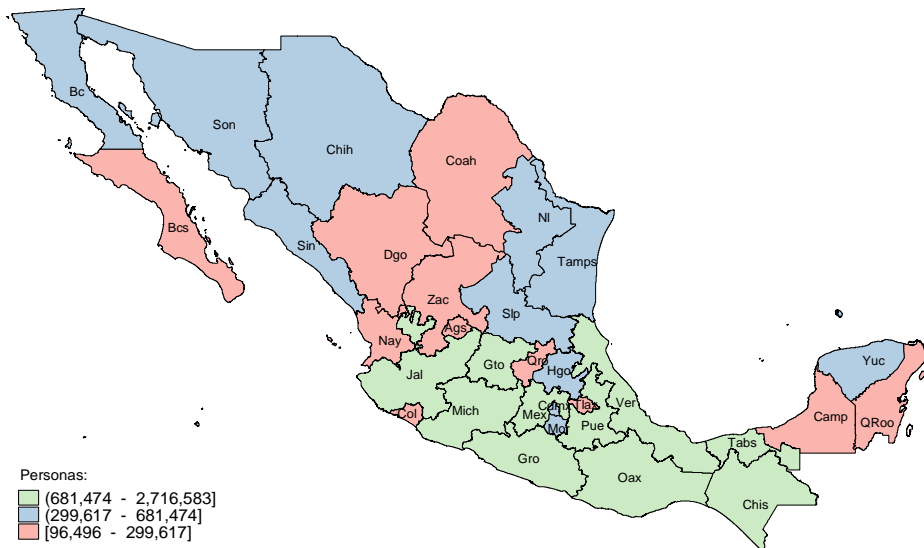 Bc
Son
Chih
Coah
Bcs
Sin
Nl
Dgo
Tamps
Zac
Slp
Ags
Nay
Qro
Yuc
Gto
Hgo
Jal
Col
Mich
Mex
Cdmx
Tlax
Ver
Mor
Pue
Camp
QRoo
Tabs
Gro
Oax
Chis
Personas:
(681,474 - 2,716,583]
(299,617 - 681,474]
[96,496 - 299,617]